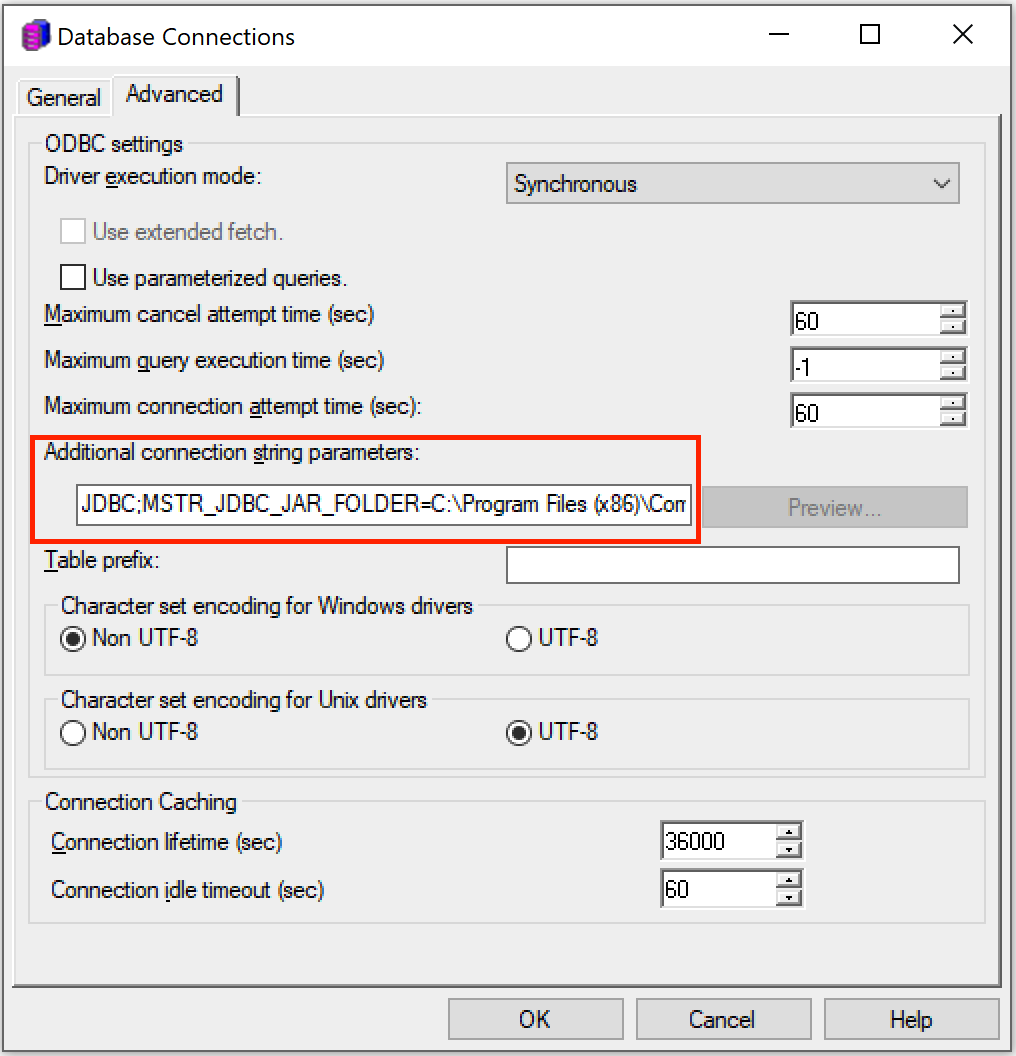 Database Connections
General Advanced
ODBC settings
Driver execution mode: Synchronous
Use extended fetch.
Use parameterized queries.
Maximum cancel attempt time (sec) 60
Maximum query execution time (sec) -1
Maximum connection attempt time (sec): 60
Additional connection string parameters:
JDBC;MSTR_JDBC_JAR_FOLDER=C:\Program Files (x86)\Com Preview...
Table prefix:
Character set encoding for Windows drivers
Non UTF-8 UTF-8
Character set encoding for Unix drivers
Non UTF-8 UTF-8
Connection Caching
Connection lifetime (sec) 36000
Connection idle timeout (sec) 60
OK Cancel Help